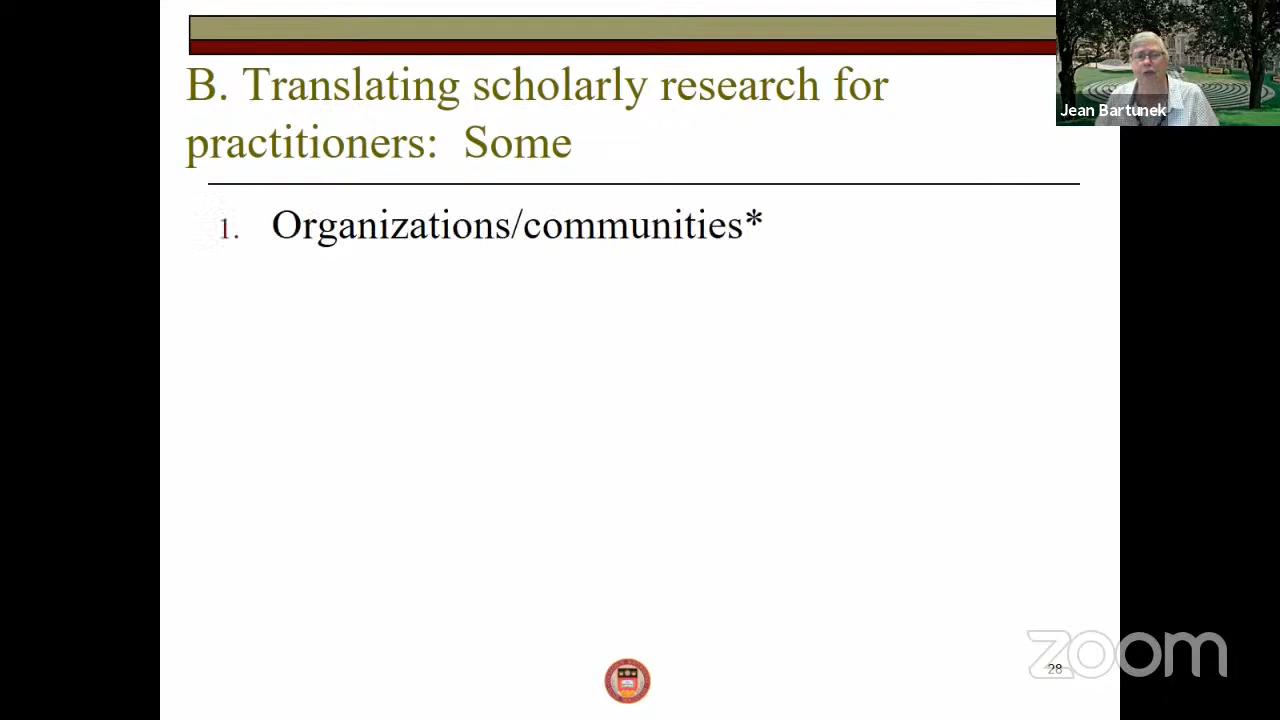 B. Translating scholarly research for
practitioners: Some
Jean Bartunek
1. Organizations/communities*
zoom
28